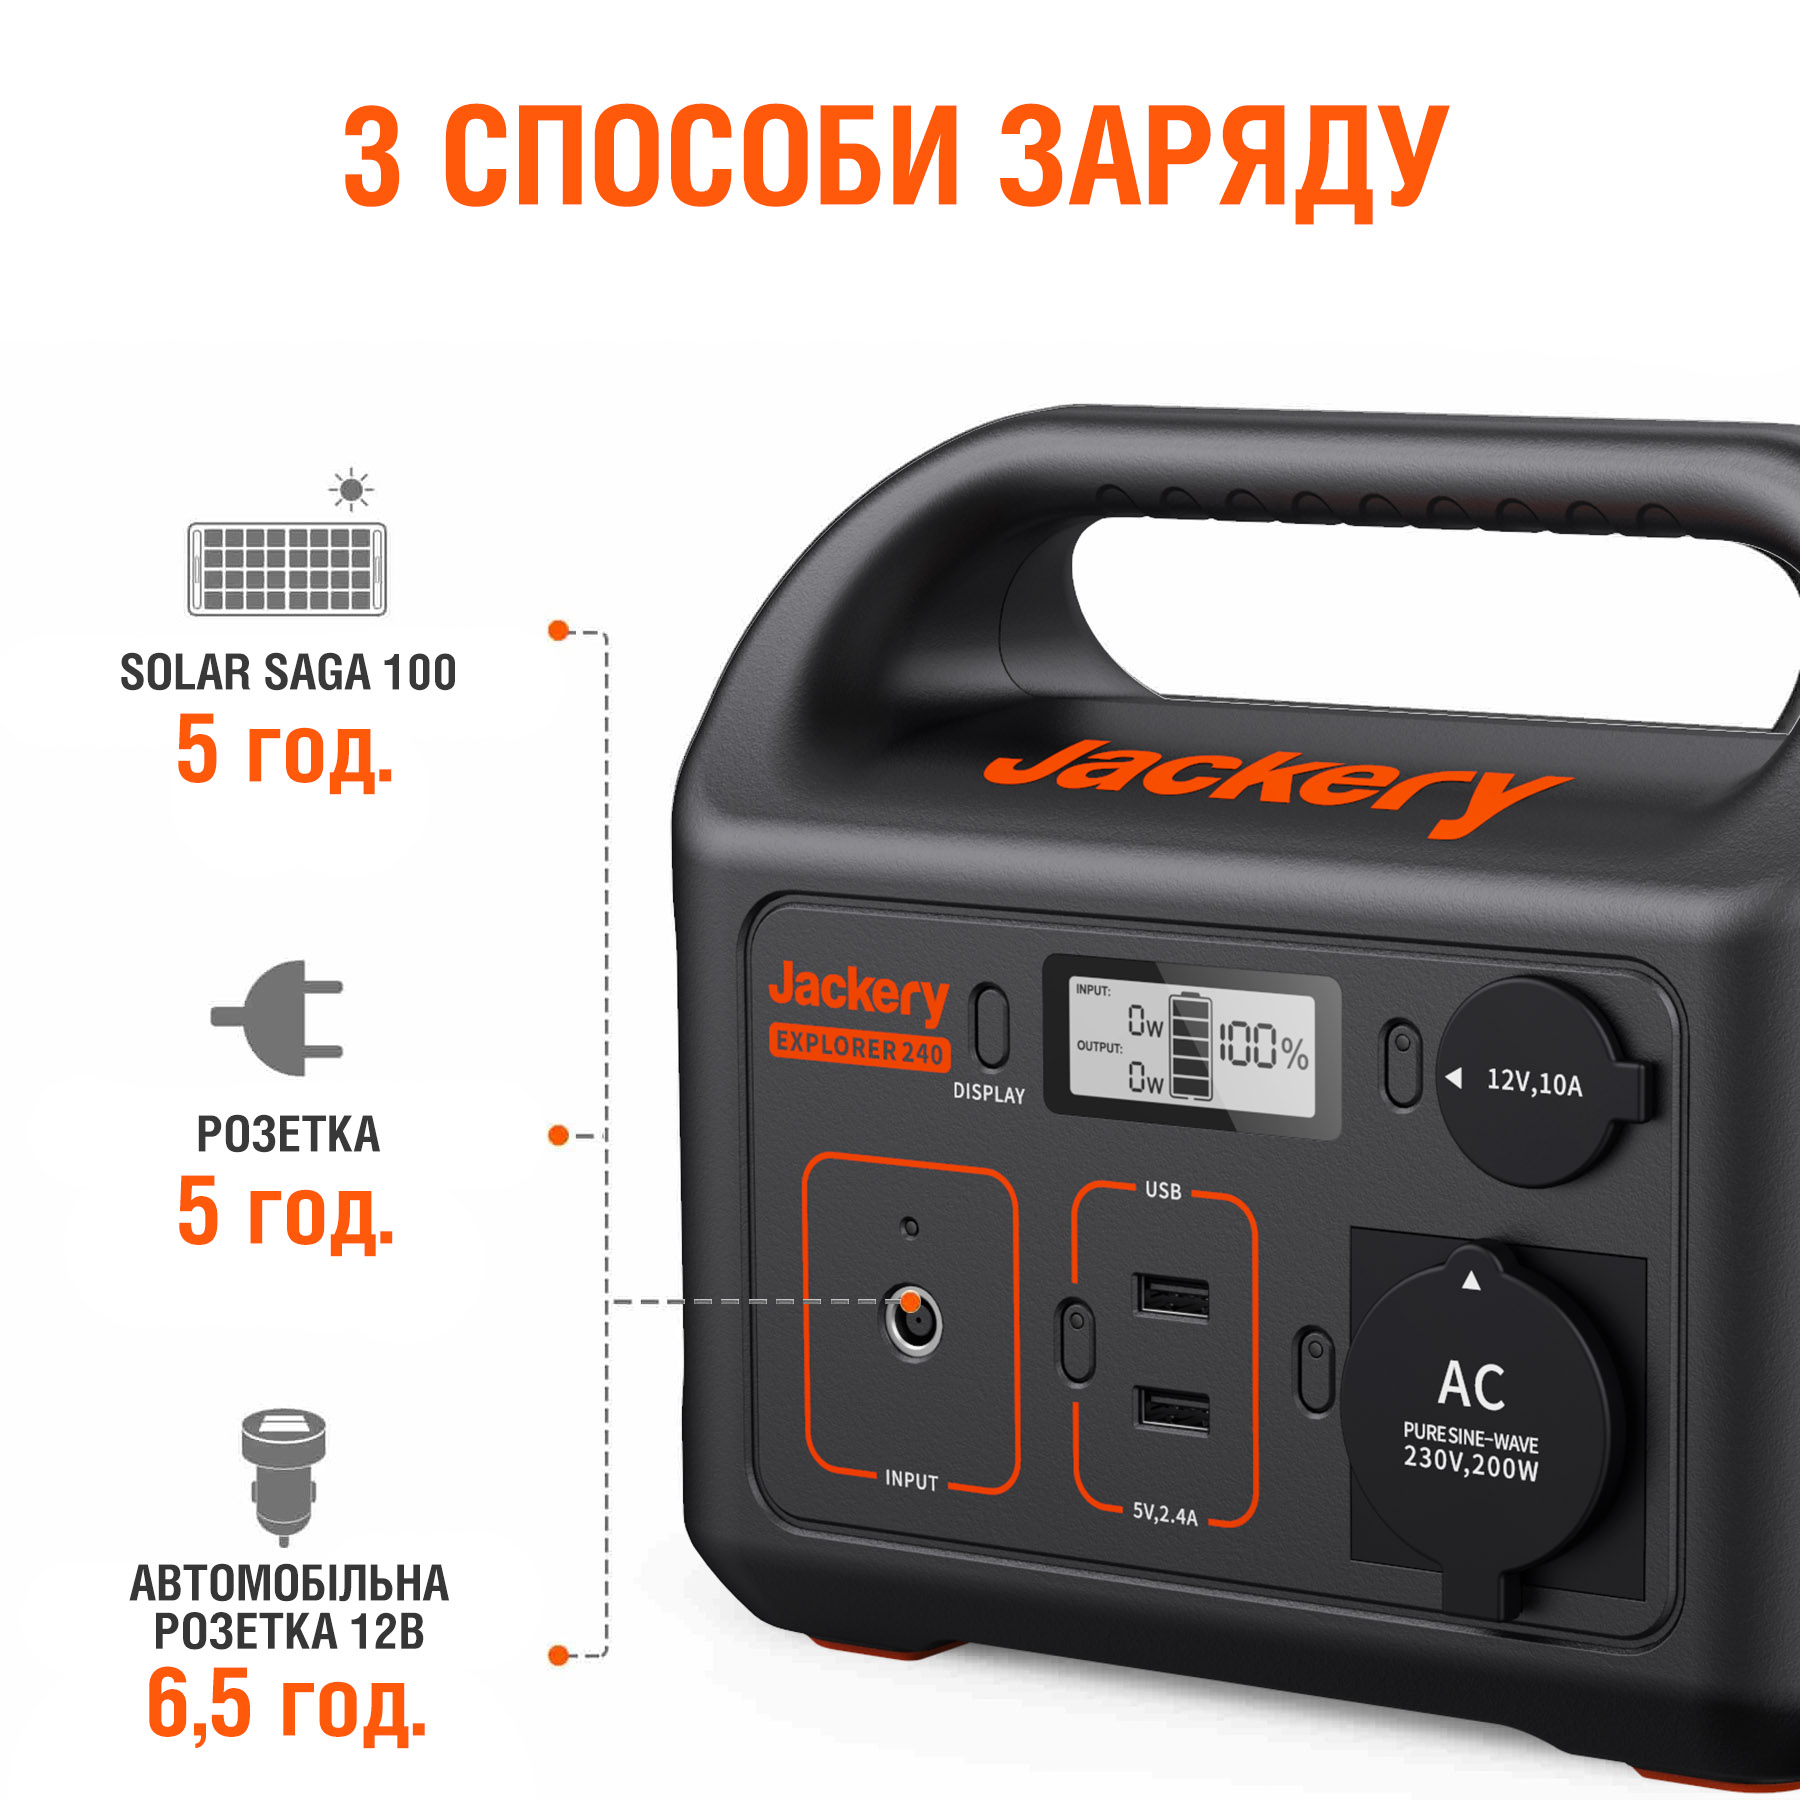 3 СПОСОБИ ЗАРЯДУ
SOLAR SAGA 100
5 год.
РОЗЕТКА
5 год.
АВТОМОБІЛЬНА
РОЗЕТКА 12В
6,5 год.
Jackery
Jackery
EXPLORER 240
DISPLAY
INPUT:
0W
OUTPUT:
0W
100%
12V,10A
USB
5V,2.4A
INPUT
AC
PURE SINE-WAVE
230V,200W